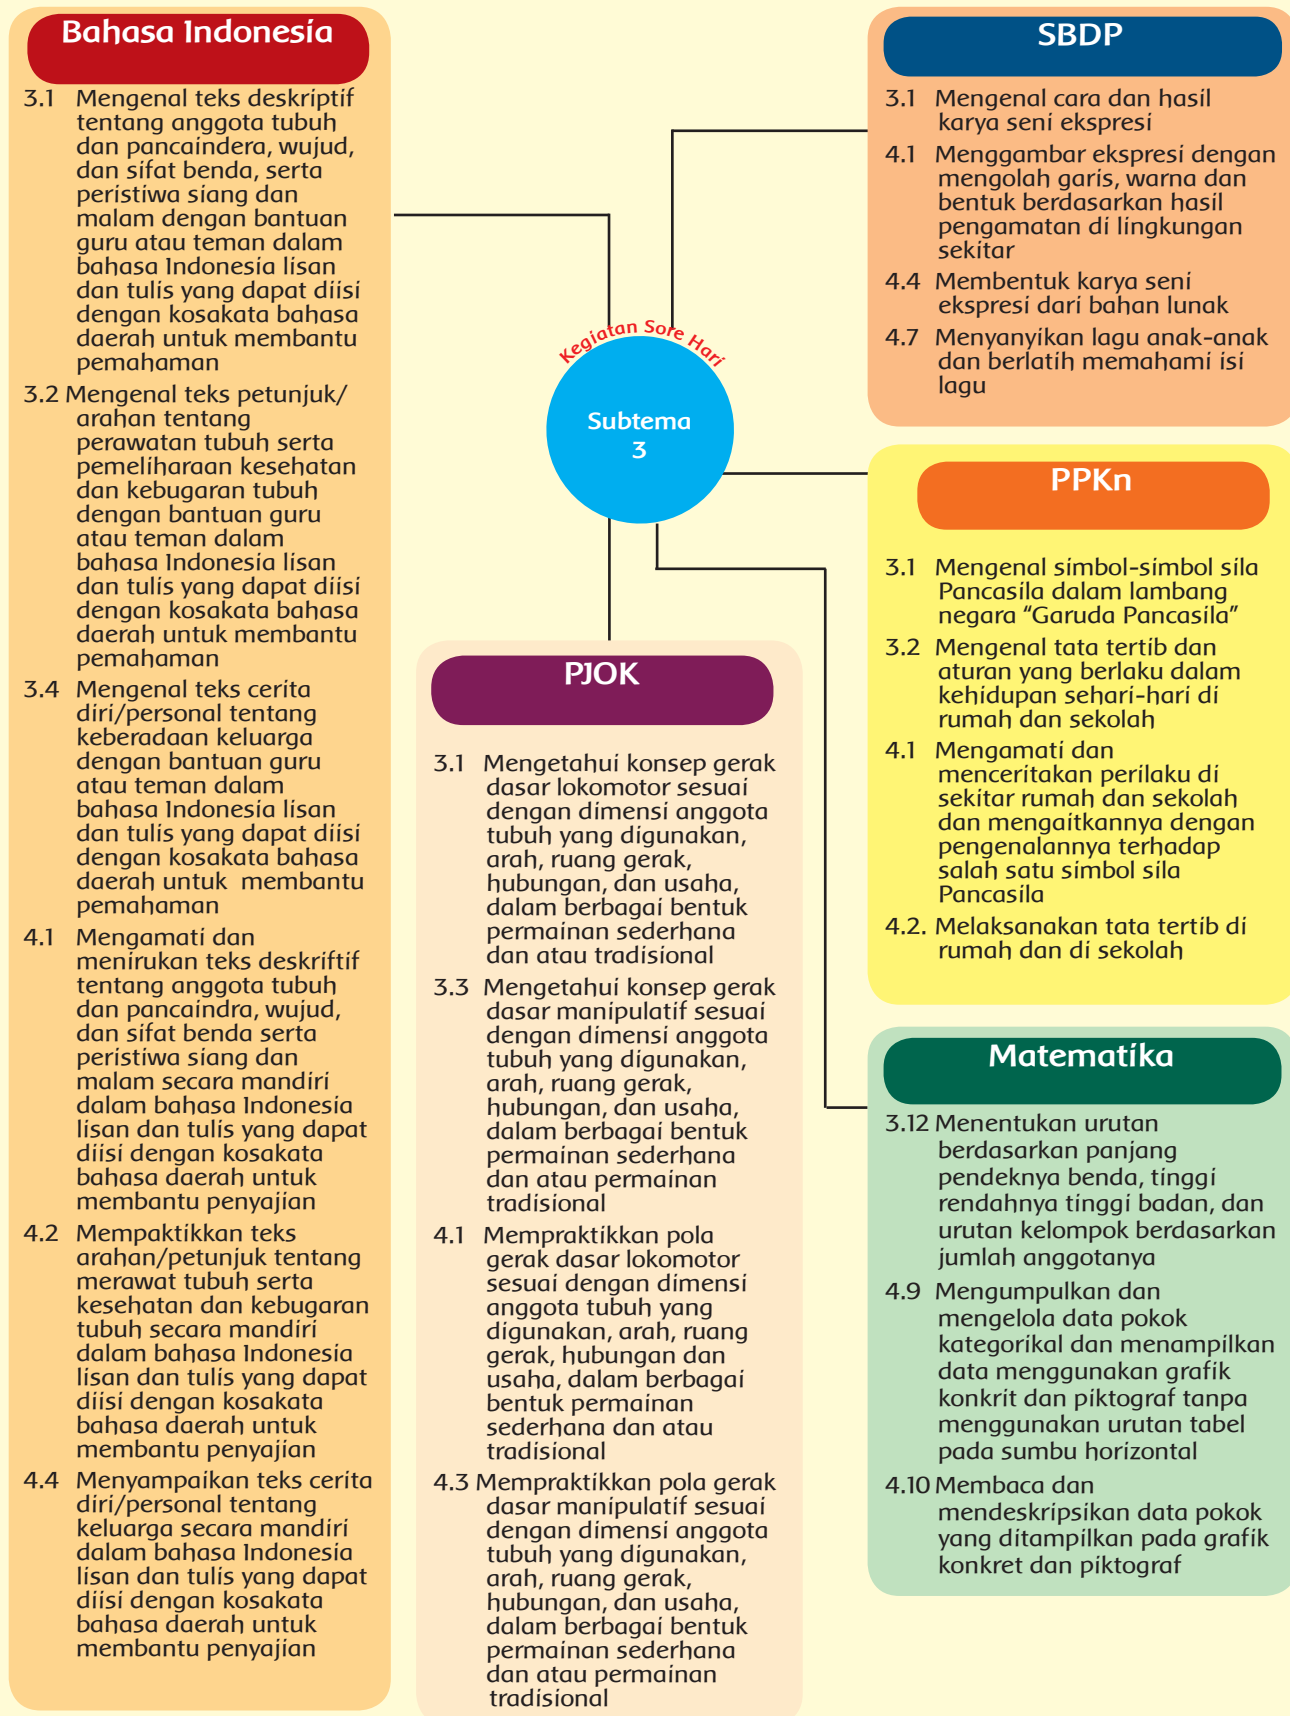 Bahasa Indonesia
3.1 Mengenal teks deskriptif
tentang anggota tubuh
dan pancaindera, wujud,
dan sifat benda, serta
peristiwa siang dan
malam dengan bantuan
guru atau teman dalam
bahasa Indonesia lisan
dan tulis yang dapat diisi
dengan kosakata bahasa
daerah untuk membantu
pemahaman
3.2 Mengenal teks petunjuk/
arahan tentang
perawatan tubuh serta
pemeliharaan kesehatan
dan kebugaran tubuh
dengan bantuan guru
atau teman dalam
bahasa Indonesia lisan
dan tulis yang dapat diisi
dengan kosakata bahasa
daerah untuk membantu
pemahaman
3.4 Mengenal teks cerita
diri/personal tentang
keberadaan keluarga
dengan bantuan guru
atau teman dalam
bahasa Indonesia lisan
dan tulis yang dapat diisi
dengan kosakata bahasa
daerah untuk membantu
pemahaman
4.1 Mengamati dan
menirukan teks deskriftif
tentang anggota tubuh
dan pancaindra, wujud,
dan sifat benda serta
peristiwa siang dan
malam secara mandiri
dalam bahasa Indonesia
lisan dan tulis yang dapat
diisi dengan kosakata
bahasa daerah untuk
membantu penyajian
4.2 Mempaktikkan teks
arahan/petunjuk tentang
merawat tubuh serta
kesehatan dan kebugaran
tubuh secara mandiri
dalam bahasa Indonesia
lisan dan tulis yang dapat
diisi dengan kosakata
bahasa daerah untuk
membantu penyajian
4.4 Menyampaikan teks cerita
diri/personal tentang
keluarga secara mandiri
dalam bahasa Indonesia
lisan dan tulis yang dapat
diisi dengan kosakata
bahasa daerah untuk
membantu penyajian
Kegiatan Sore Hari
Subtema
3
PJOK
3.1 Mengetahui konsep gerak
dasar lokomotor sesuai
dengan dimensi anggota
tubuh yang digunakan,
arah, ruang gerak,
hubungan, dan usaha,
dalam berbagai bentuk
permainan sederhana
dan atau tradisional
3.3 Mengetahui konsep gerak
dasar manipulatif sesuai
dengan dimensi anggota
tubuh yang digunakan,
arah, ruang gerak,
hubungan, dan usaha,
dalam berbagai bentuk
permainan sederhana
dan atau permainan
tradisional
4.1 Mempraktikkan pola
gerak dasar lokomotor
sesuai dengan dimensi
anggota tubuh yang
digunakan, arah, ruang
gerak, hubungan dan
usaha, dalam berbagai
bentuk permainan
sederhana dan atau
tradisional
4.3 Mempraktikkan pola gerak
dasar manipulatif sesuai
dengan dimensi anggota
tubuh yang digunakan,
arah, ruang gerak,
hubungan, dan usaha,
dalam berbagai bentuk
permainan sederhana
dan atau permainan
tradisional
SBDP
3.1 Mengenal cara dan hasil
karya seni ekspresi
4.1 Menggambar ekspresi dengan
mengolah garis, warna dan
bentuk berdasarkan hasil
pengamatan di lingkungan
sekitar
4.4 Membentuk karya seni
ekspresi dari bahan lunak
4.7 Menyanyikan lagu anak-anak
dan berlatih memahami isi
lagu
PPKn
3.1 Mengenal simbol-simbol sila
Pancasila dalam lambang
negara “Garuda Pancasila”
3.2 Mengenal tata tertib dan
aturan yang berlaku dalam
kehidupan sehari-hari di
rumah dan sekolah
4.1 Mengamati dan
menceritakan perilaku di
sekitar rumah dan sekolah
dan mengaitkannya dengan
pengenalannya terhadap
salah satu simbol sila
Pancasila
4.2. Melaksanakan tata tertib di
rumah dan di sekolah
Matematika
3.12 Menentukan urutan
berdasarkan panjang
pendeknya benda, tinggi
rendahnya tinggi badan, dan
urutan kelompok berdasarkan
jumlah anggotanya
4.9 Mengumpulkan dan
mengelola data pokok
kategorikal dan menampilkan
data menggunakan grafik
konkrit dan piktograf tanpa
menggunakan urutan tabel
pada sumbu horizontal
4.10 Membaca dan
mendeskripsikan data pokok
yang ditampilkan pada grafik
konkret dan piktograf